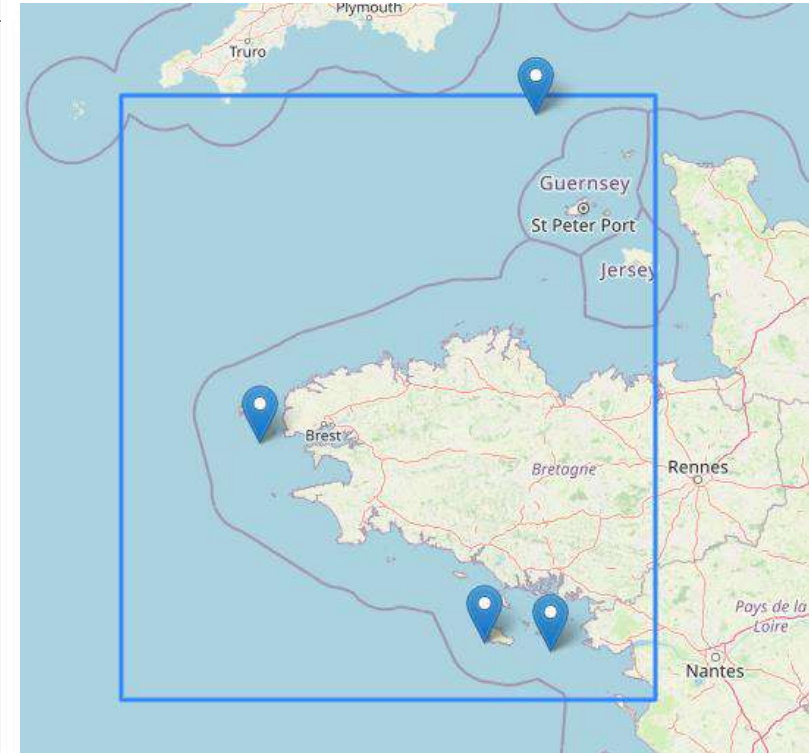 Plymouth
Truro
Guernsey
St Peter Port
Jersey
Brest
Bretagne
Rennes
Pays de la
Loire
Nantes